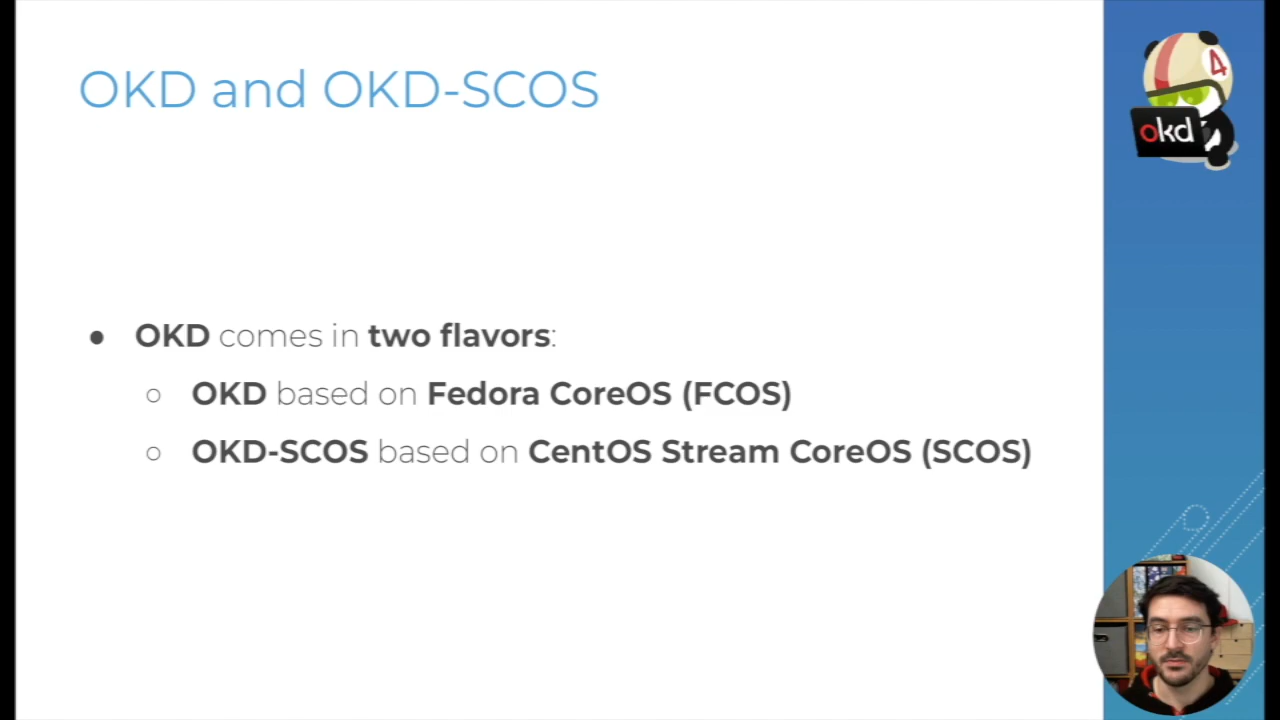 OKD and OKD-SCOS
4
okd
● OKD comes in two flavors:
○ OKD based on Fedora CoreOS (FCOS)
○ OKD-SCOS based on CentOS Stream CoreOS (SCOS)